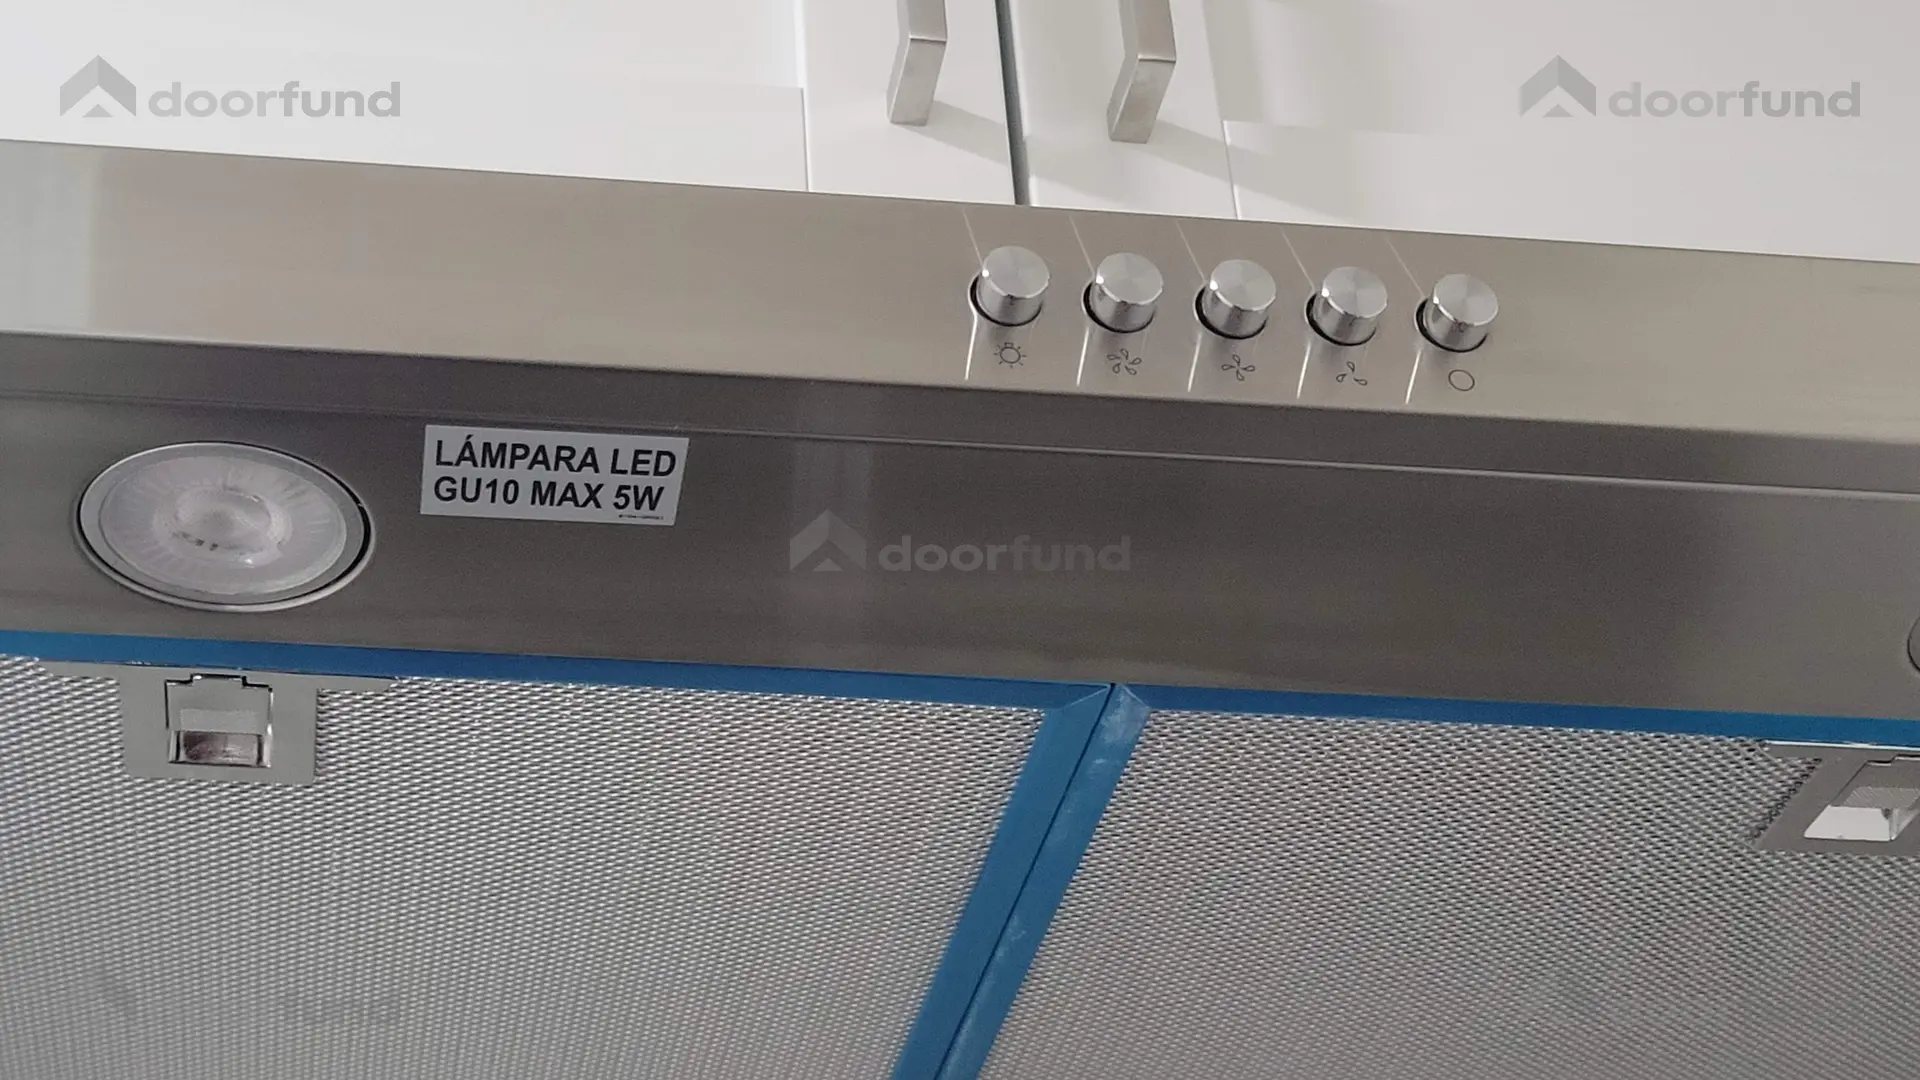 doorfund
doorfund
LÁMPARA LED
GU10 MAX 5W
doorfund